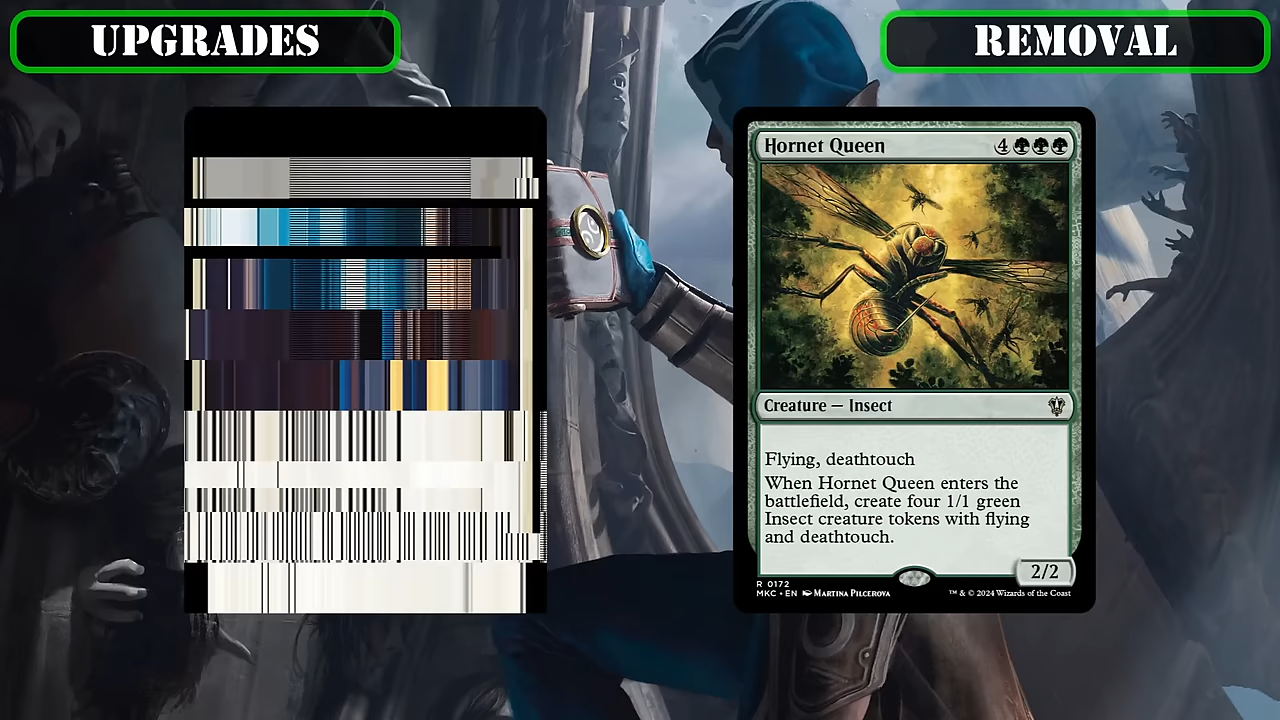 UPGRADES
REMOVAL
Hornet Queen 4
Creature — Insect
Flying, deathtouch
When Hornet Queen enters the
battlefield, create four 1/1 green
Insect creature tokens with flying
and deathtouch.
2/2
R 0172
MKC • EN Martina Pilcerova
™ & © 2024 Wizards of the Coast